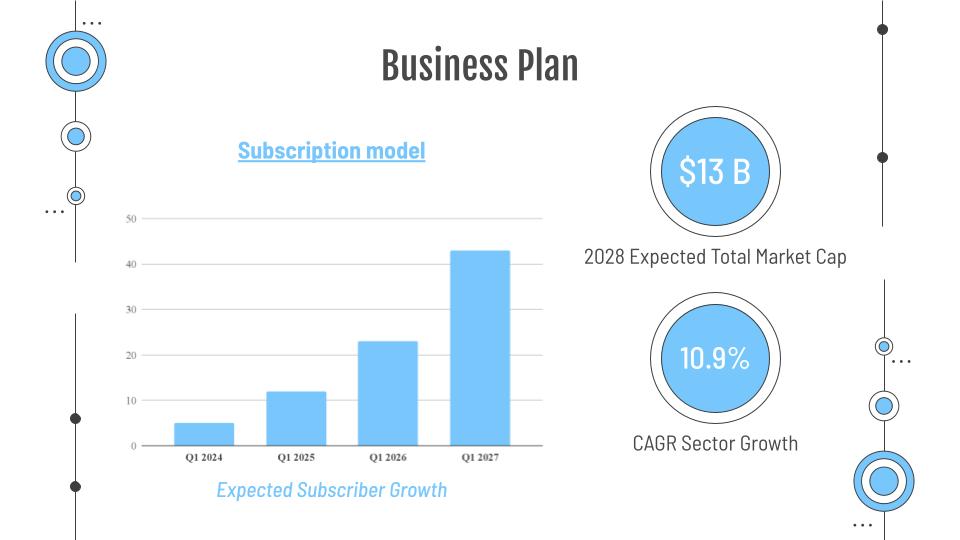 Business Plan
Subscription model
50
40
30
20
10
0
Q1 2024 Q1 2025 Q1 2026 Q1 2027
Expected Subscriber Growth
$13 B
2028 Expected Total Market Cap
10.9%
CAGR Sector Growth